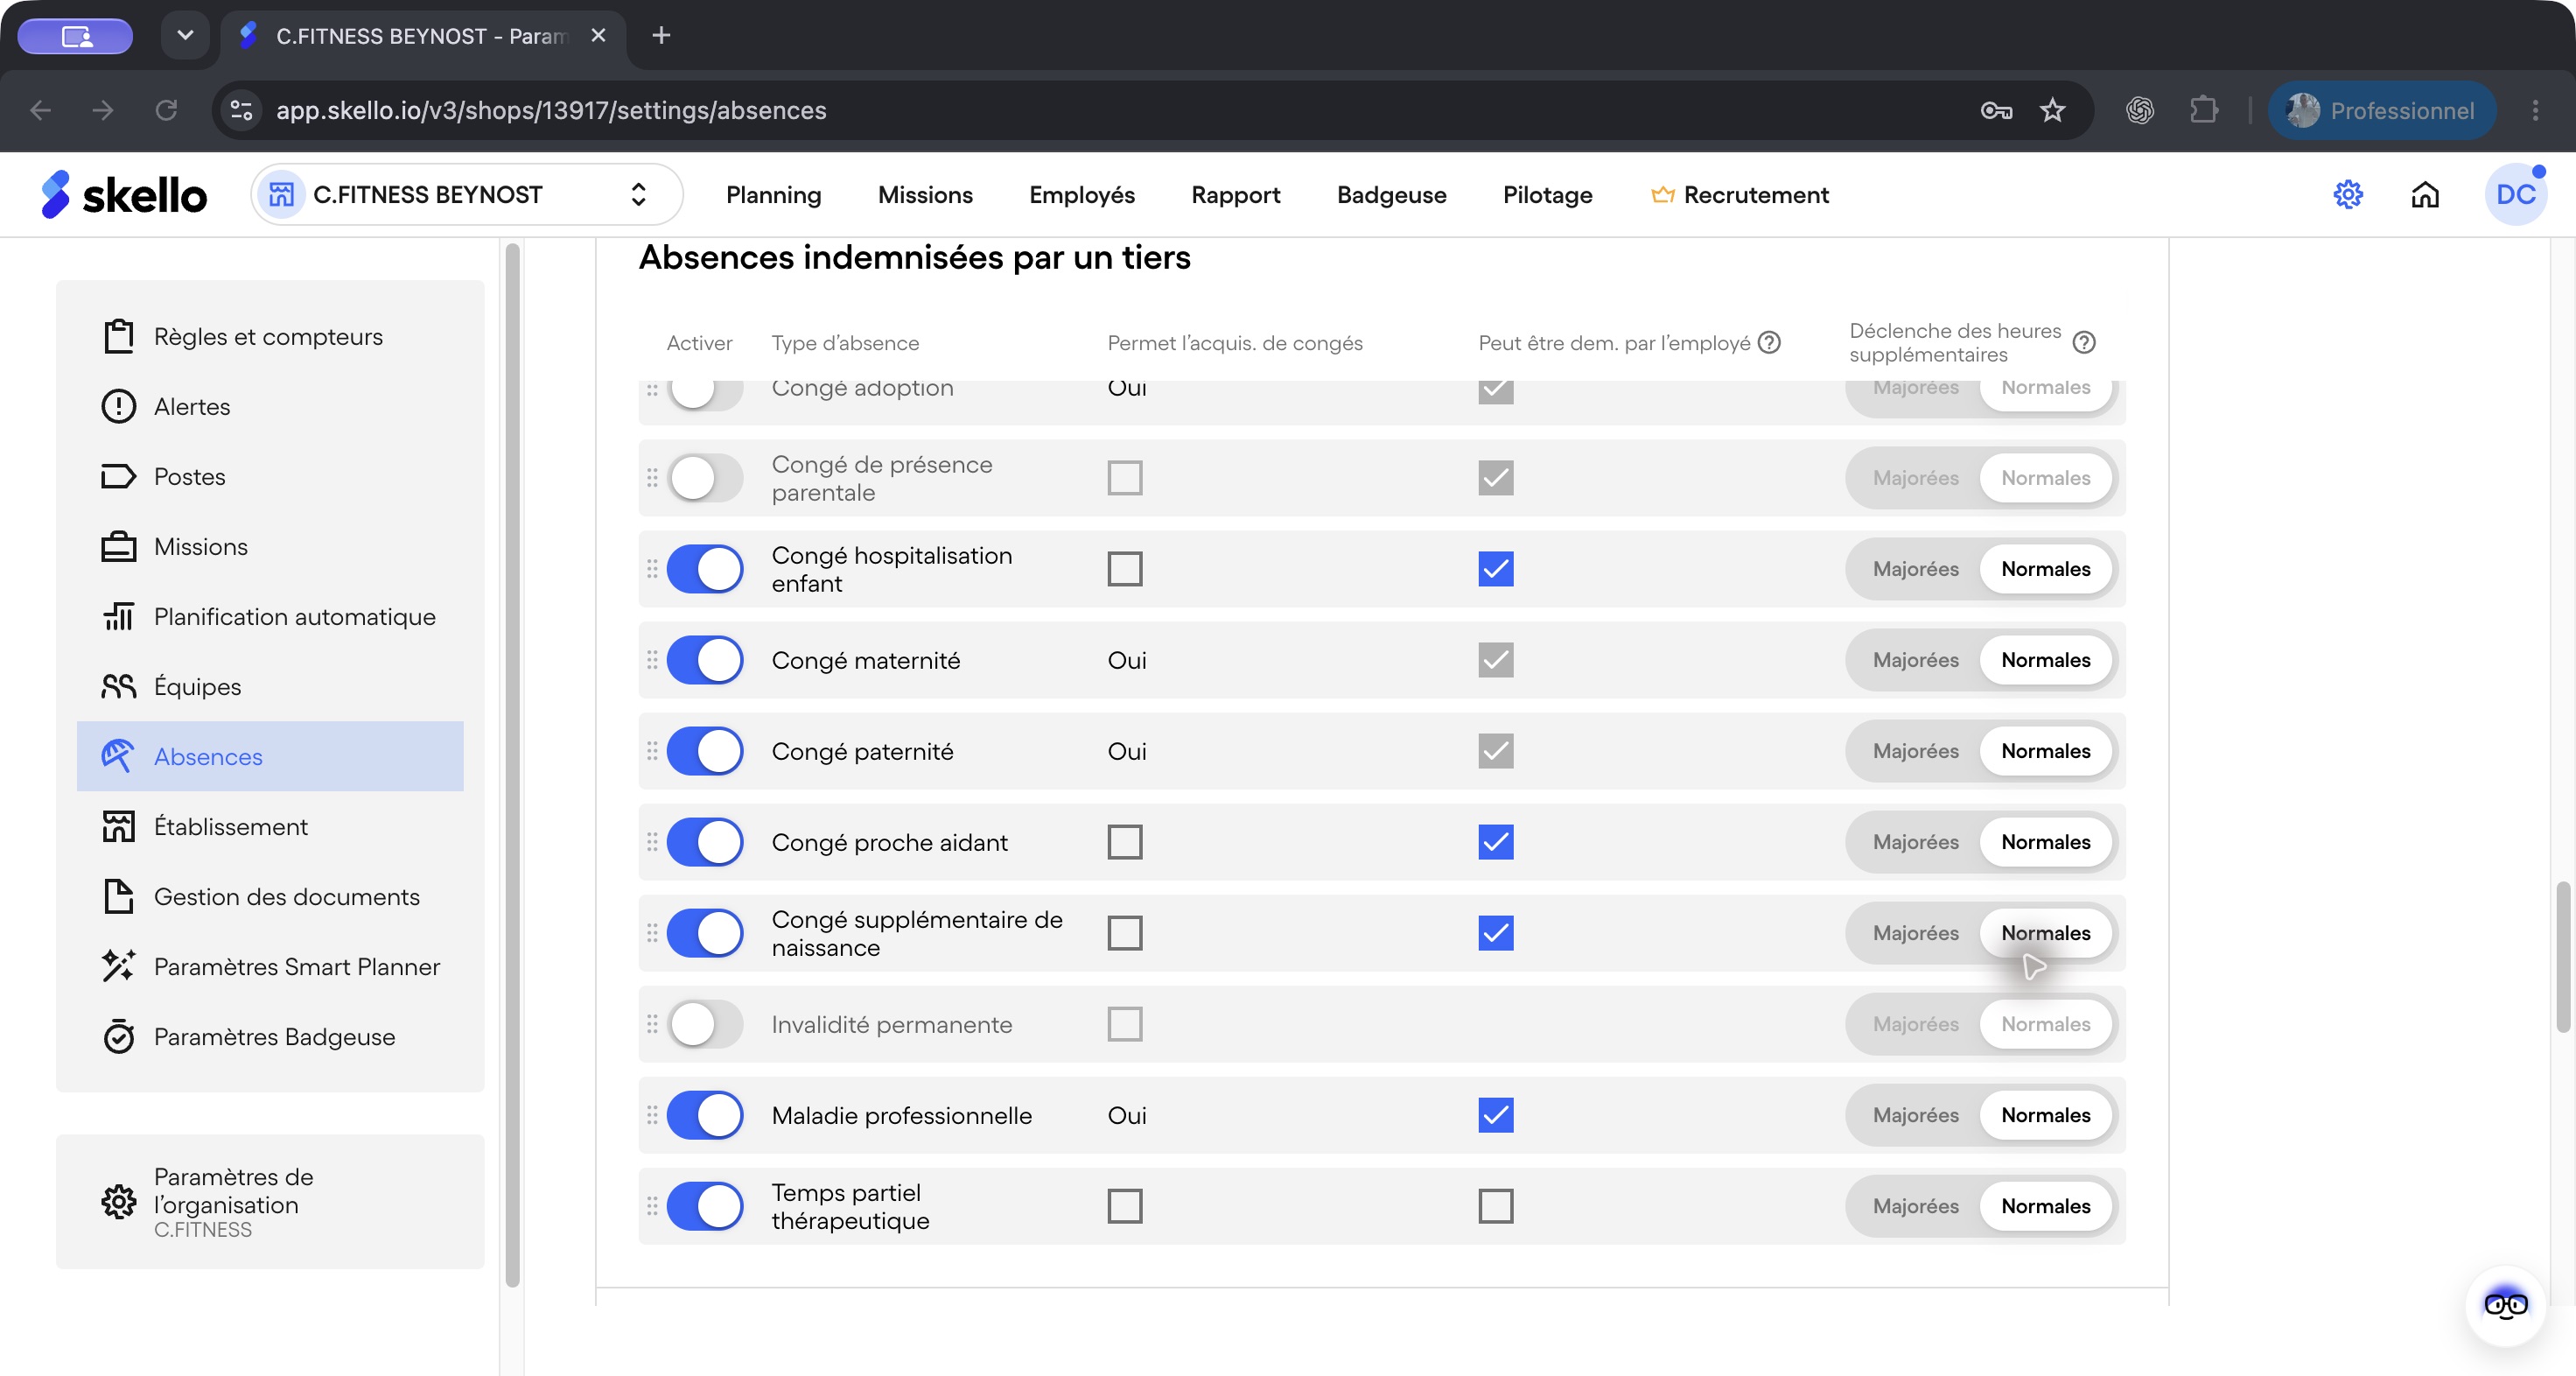 C.FITNESS BEYNOST - Param
app.skello.io/v3/shops/13917/settings/absences
Professionnel
skello
C.FITNESS BEYNOST
Planning
Missions
Employés
Rapport
Badgeuse
Pilotage
Recrutement
DC
Règles et compteurs
Alertes
Postes
Missions
Planification automatique
Équipes
Absences
Établissement
Gestion des documents
Paramètres Smart Planner
Paramètres Badgeuse
Paramètres de
l'organisation
C.FITNESS
Absences indemnisées par un tiers
Activer
Type d'absence
Permet l'acquis. de congés
Peut être dem. par l'employé
Déclenche des heures
supplémentaires
Congé adoption
Oui
Majorées
Normales
Congé de présence
parentale
Majorées
Normales
Congé hospitalisation
enfant
Majorées
Normales
Congé maternité
Oui
Majorées
Normales
Congé paternité
Oui
Majorées
Normales
Congé proche aidant
Majorées
Normales
Congé supplémentaire de
naissance
Majorées
Normales
Invalidité permanente
Majorées
Normales
Maladie professionnelle
Oui
Majorées
Normales
Temps partiel
thérapeutique
Majorées
Normales